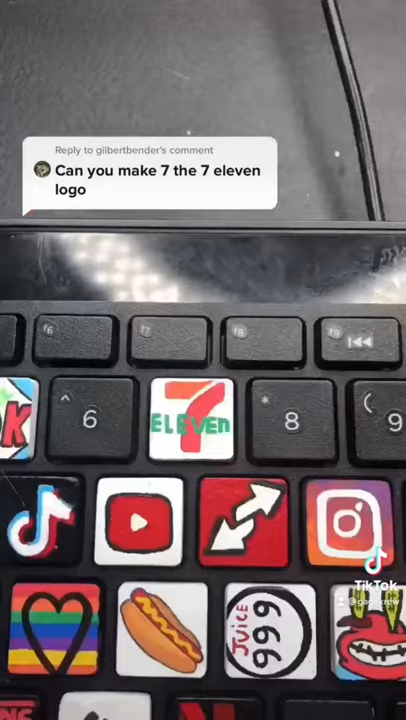 Reply to gilbertbender's comment
Can you make 7 the 7 eleven
logo
f6
f7
f8
f9
^
6
7
ELEVEn
*
8
(
9
K
JUICE
999
TikTok